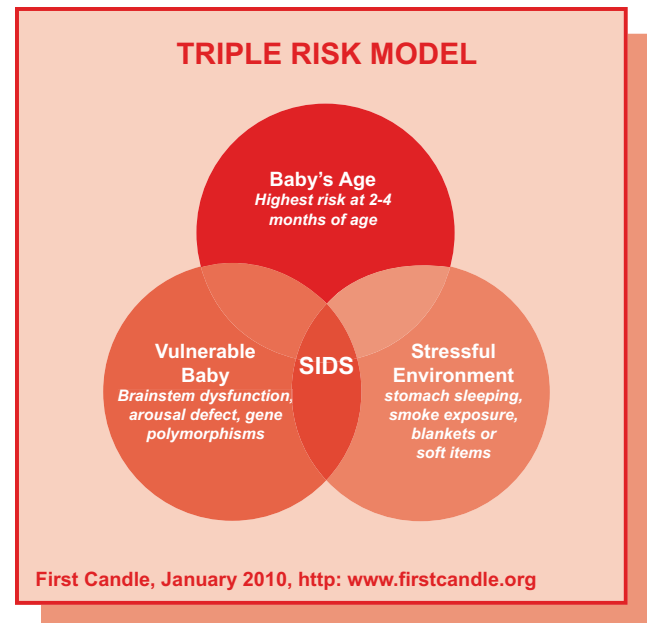 TRIPLE RISK MODEL
Baby's Age
Highest risk at 2-4
months of age
Vulnerable
Baby
Brainstem dysfunction,
arousal defect, gene
polymorphisms
SIDS
Stressful
Environment
stomach sleeping,
smoke exposure,
blankets or
soft items
First Candle, January 2010, http: www.firstcandle.org